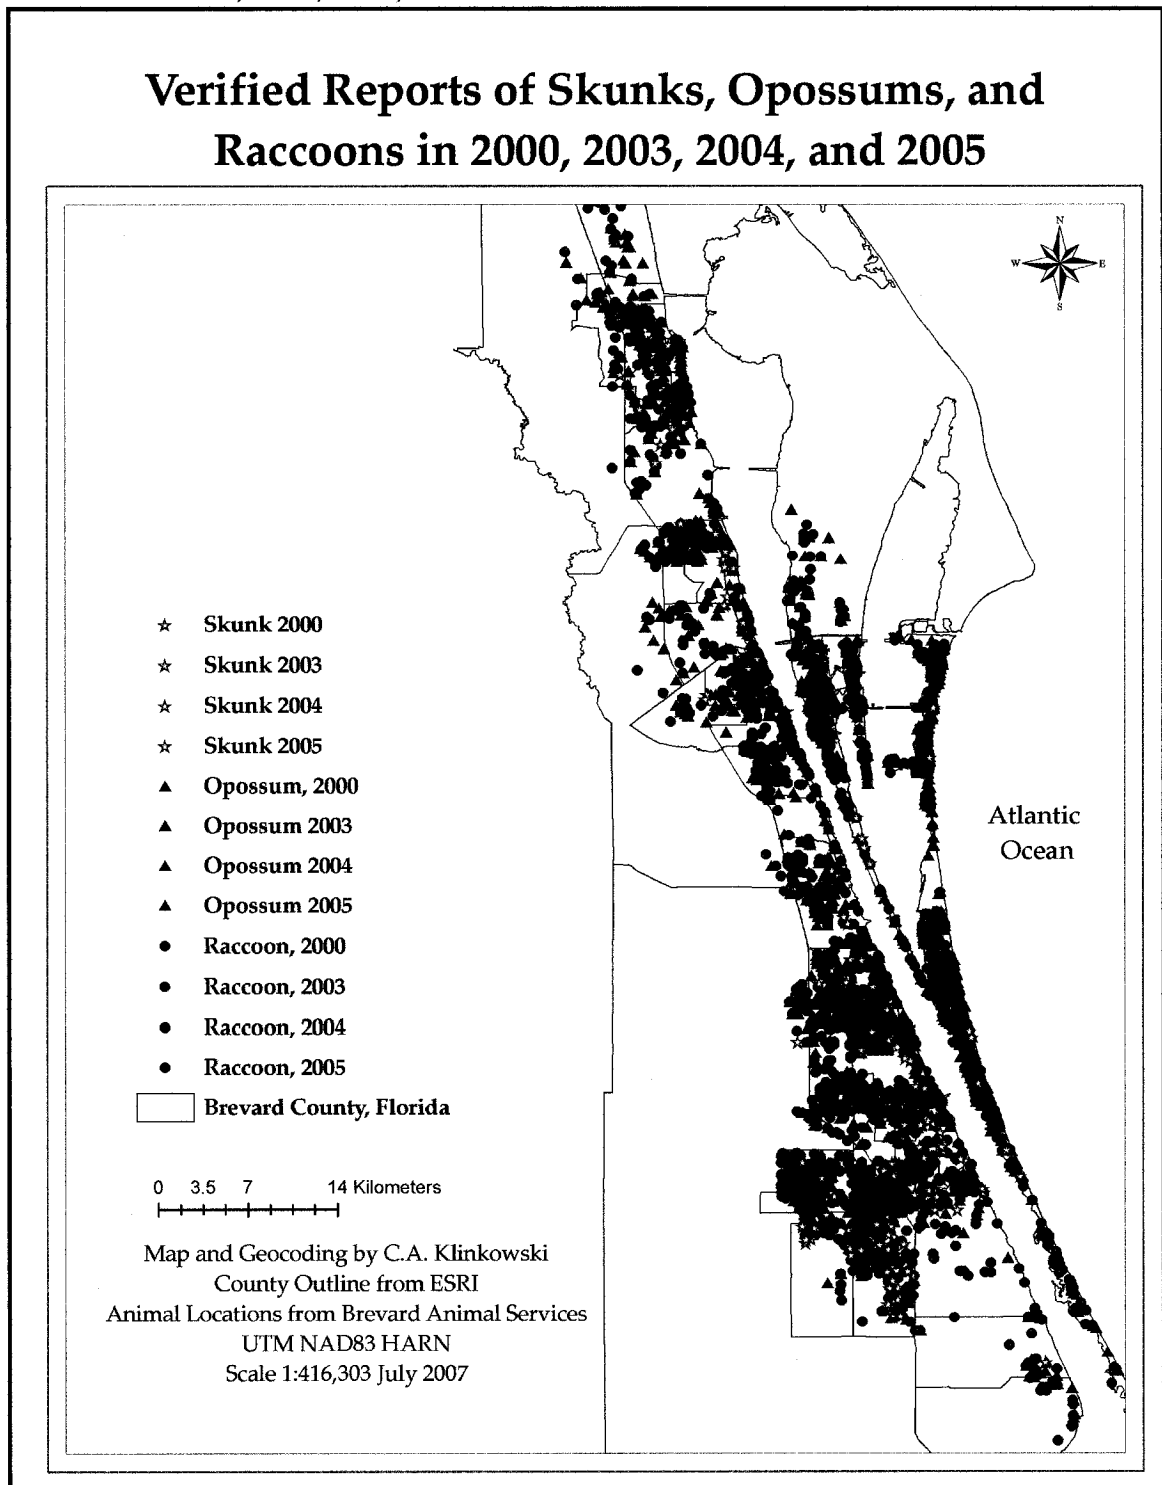 Verified Reports of Skunks, Opossums, and
Raccoons in 2000, 2003, 2004, and 2005
N
W
E
S
Skunk 2000
Skunk 2003
Skunk 2004
Skunk 2005
Opossum, 2000
Opossum 2003
Opossum 2004
Opossum 2005
Raccoon, 2000
Raccoon, 2003
Raccoon, 2004
Raccoon, 2005
Brevard County, Florida
Atlantic
Ocean
0 3.5 7 14 Kilometers
Map and Geocoding by C.A. Klinkowski
County Outline from ESRI
Animal Locations from Brevard Animal Services
UTM NAD83 HARN
Scale 1:416,303 July 2007